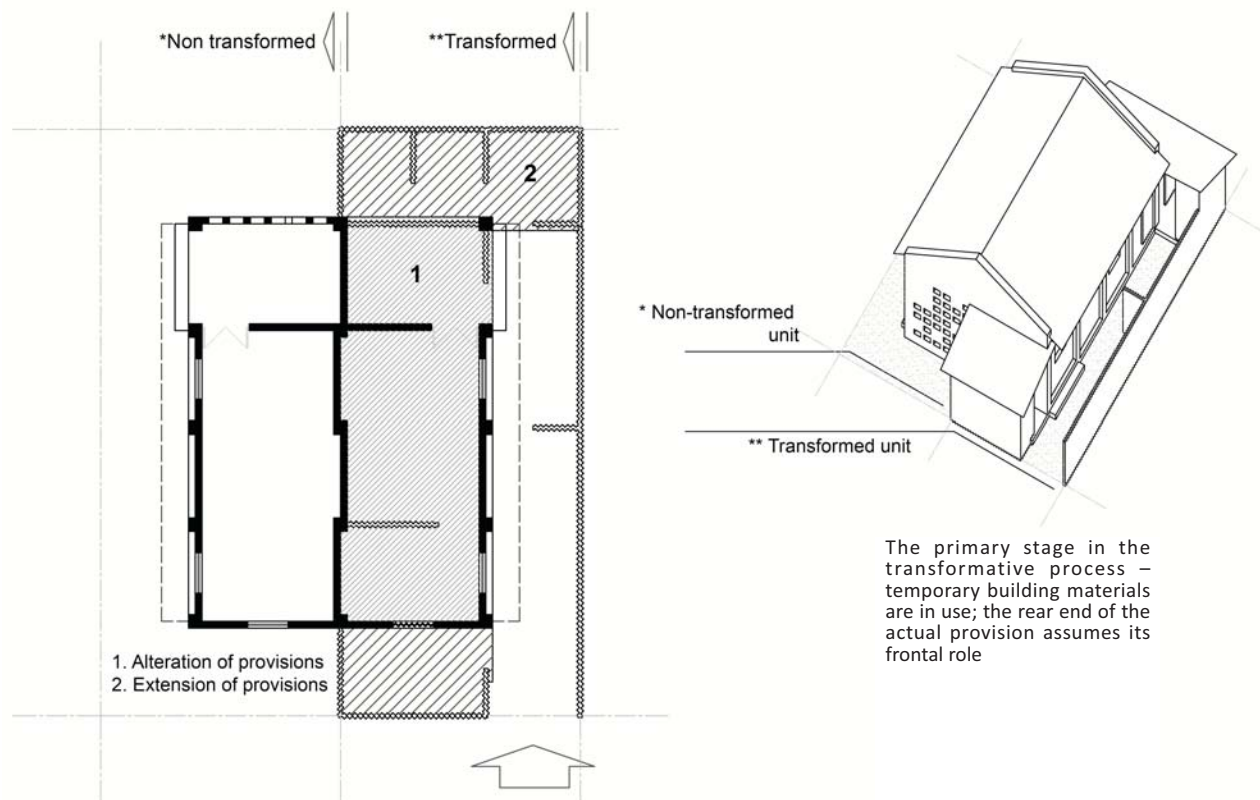 *Non transformed
**Transformed
2
1
1. Alteration of provisions
2. Extension of provisions
* Non-transformed
unit
** Transformed unit
The primary stage in the
transformative process –
temporary building materials
are in use; the rear end of the
actual provision assumes its
frontal role